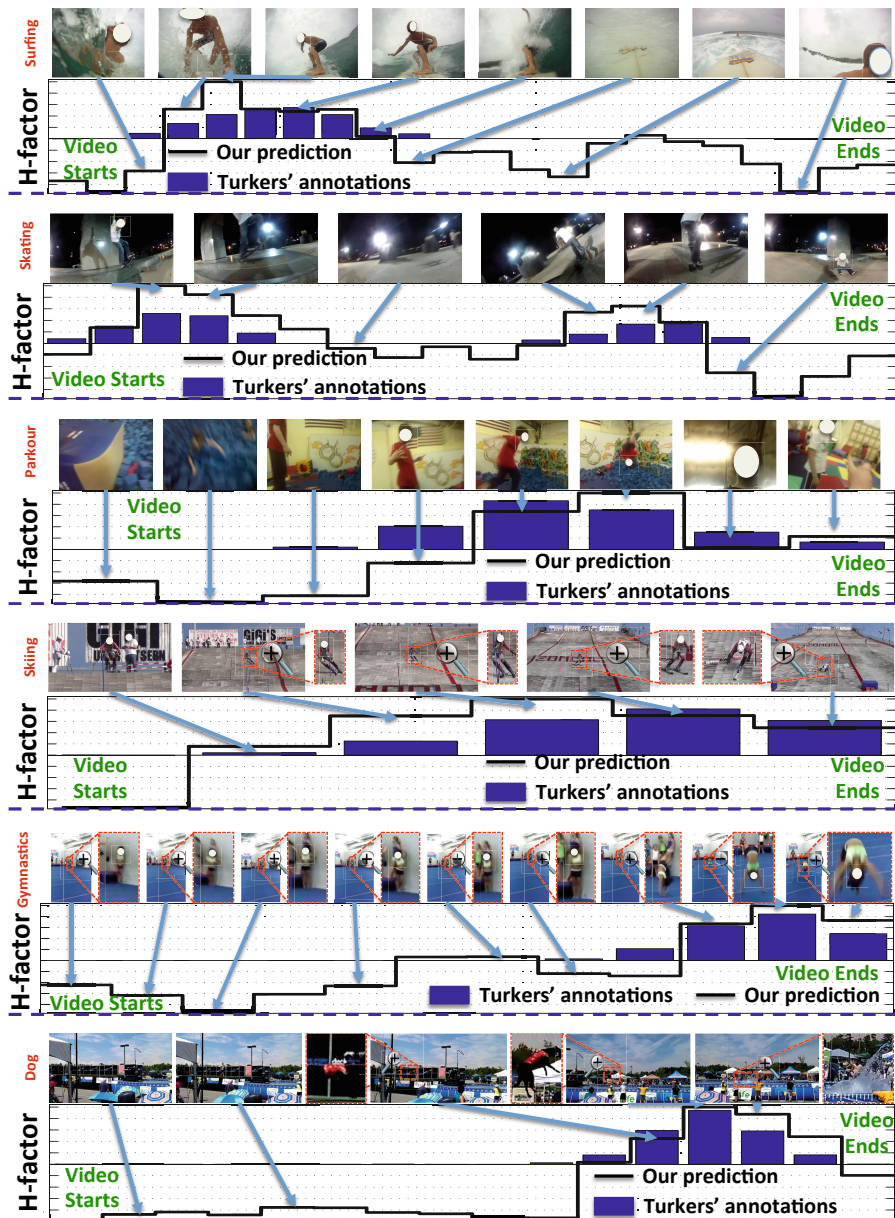 Surfing
H-factor
Video
Starts
Our prediction
Turkers' annotations
Video
Ends
Skating
H-factor
Video Starts
Our prediction
Turkers' annotations
Video
Ends
Parkour
H-factor
Video
Starts
Our prediction
Turkers' annotations
Video
Ends
Skiing
GiGi's
H-factor
Video
Starts
Our prediction
Turkers' annotations
Video
Ends
Gymnastics
H-factor
Video Starts
Turkers' annotations
Our prediction
Video Ends
Dog
H-factor
Video
Starts
Our prediction
Turkers' annotations
Video
Ends